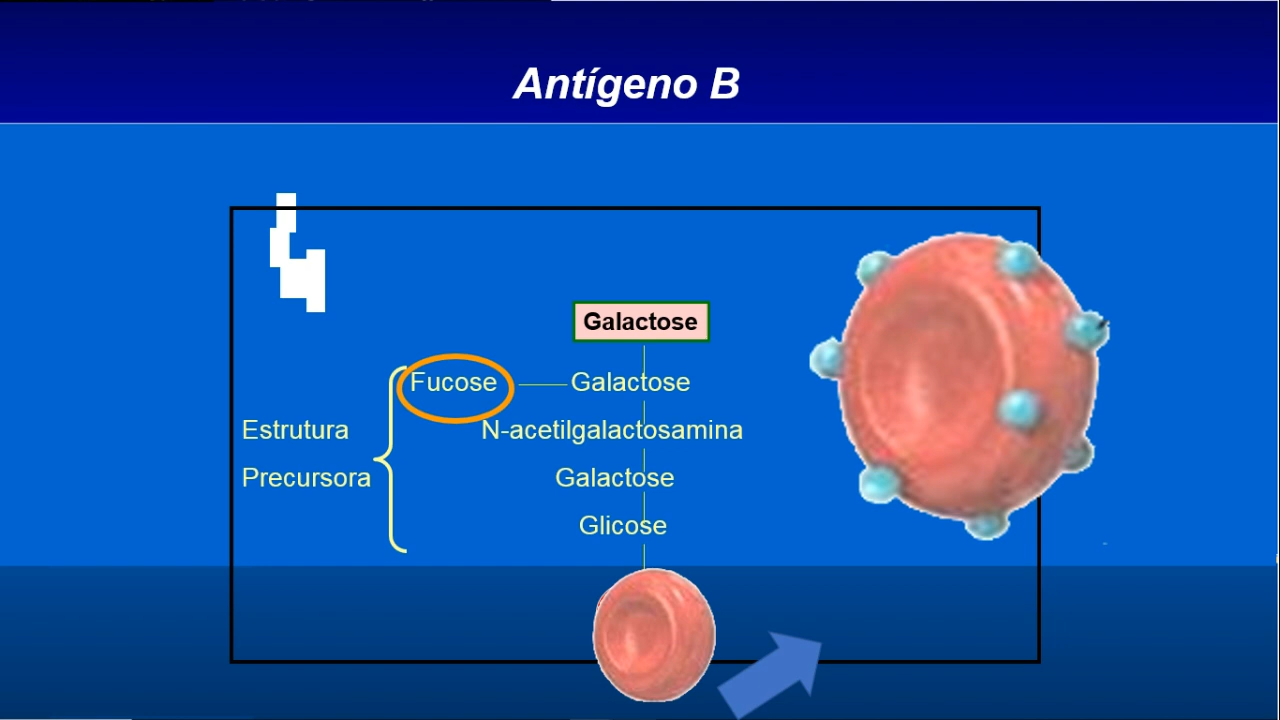 Antígeno B
Galactose
Fucose Galactose
Estrutura N-acetilgalactosamina
Precursora Galactose
Glicose